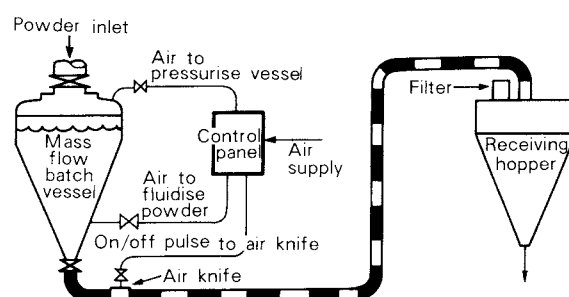 Powder inlet
Air to
pressurise vessel
Mass
flow
batch
vessel
Control
panel
Air
supply
Air to
fluidise
powder
On/off pulse to air knife
Air knife
Filter
Receiving
hopper